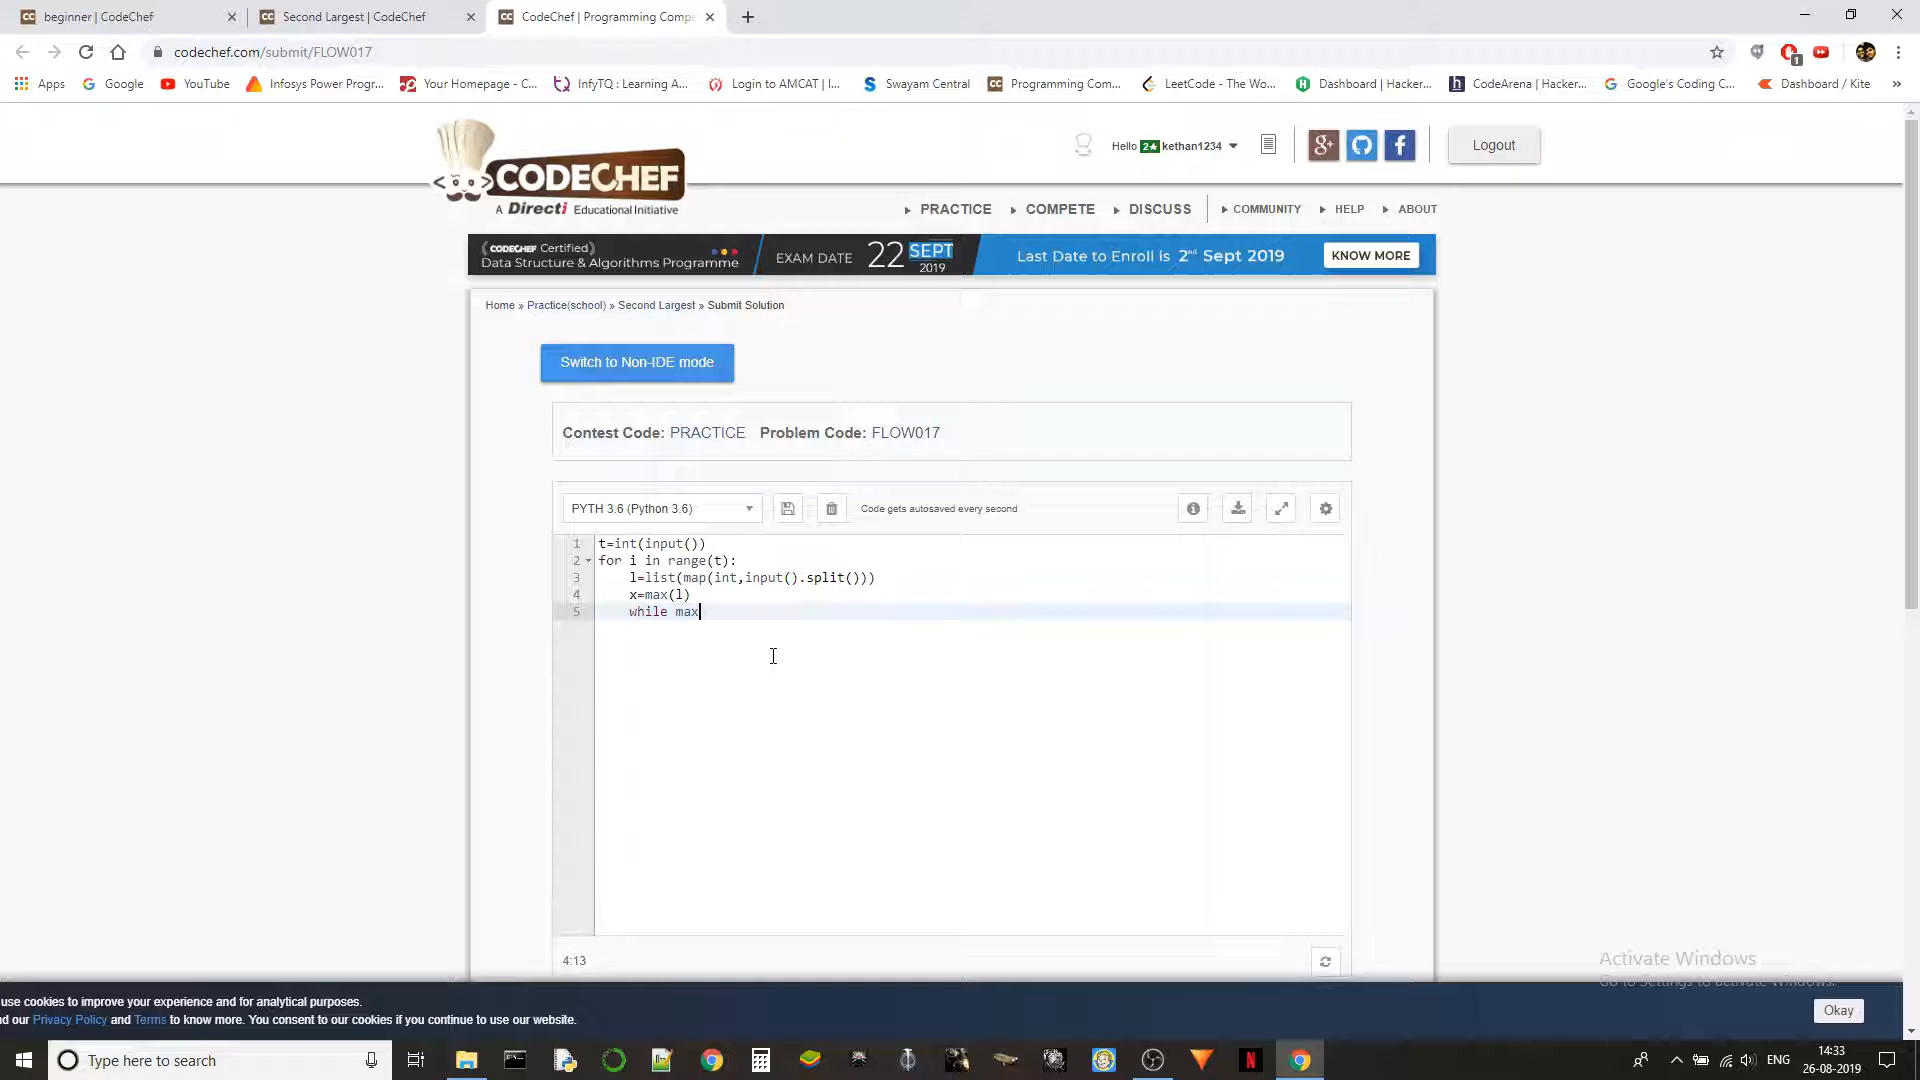 beginner | CodeChef
Second Largest | CodeChef
CodeChef | Programming Compe
codechef.com/submit/FLOW017
Apps
Google
YouTube
Infosys Power Progr...
Your Homepage - C...
InfyTQ : Learning A...
Login to AMCAT | I...
Swayam Central
Programming Com...
LeetCode - The Wo...
Dashboard | Hacker...
CodeArena | Hacker...
Google's Coding C...
Dashboard / Kite
»
CODECHEF
A Directi Educational Initiative
Hello 2★ kethan1234
Logout
PRACTICE
COMPETE
DISCUSS
COMMUNITY
HELP
ABOUT
CODECHEF Certified
Data Structure & Algorithms Programme
EXAM DATE 22 SEPT 2019
Last Date to Enroll is 2nd Sept 2019
KNOW MORE
Home » Practice(school) » Second Largest » Submit Solution
Switch to Non-IDE mode
Contest Code: PRACTICE Problem Code: FLOW017
PYTH 3.6 (Python 3.6)
Code gets autosaved every second
1 t=int(input())
2 for i in range(t):
3 l=list(map(int,input().split()))
4 x=max(l)
5 while max
4:13
Activate Windows
Go to Settings to activate Windows.
use cookies to improve your experience and for analytical purposes.
nd our Privacy Policy and Terms to know more. You consent to our cookies if you continue to use our website.
Okay
Type here to search
ENG
14:33
26-08-2019